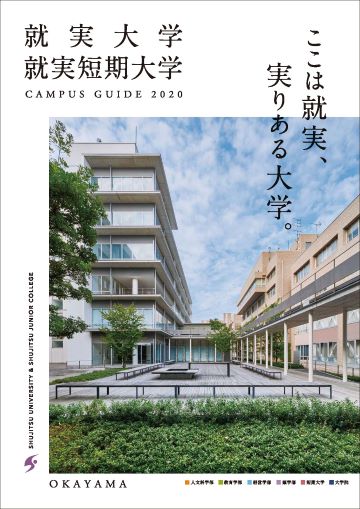 就実大学
就実短期大学
CAMPUS GUIDE 2020
ここは就実、
実りある大学。
SHUJITSU UNIVERSITY & SHUJITSU JUNIOR COLLEGE
OKAYAMA
人文科学部 教育学部 経営学部 薬学部 短期大学 大学院